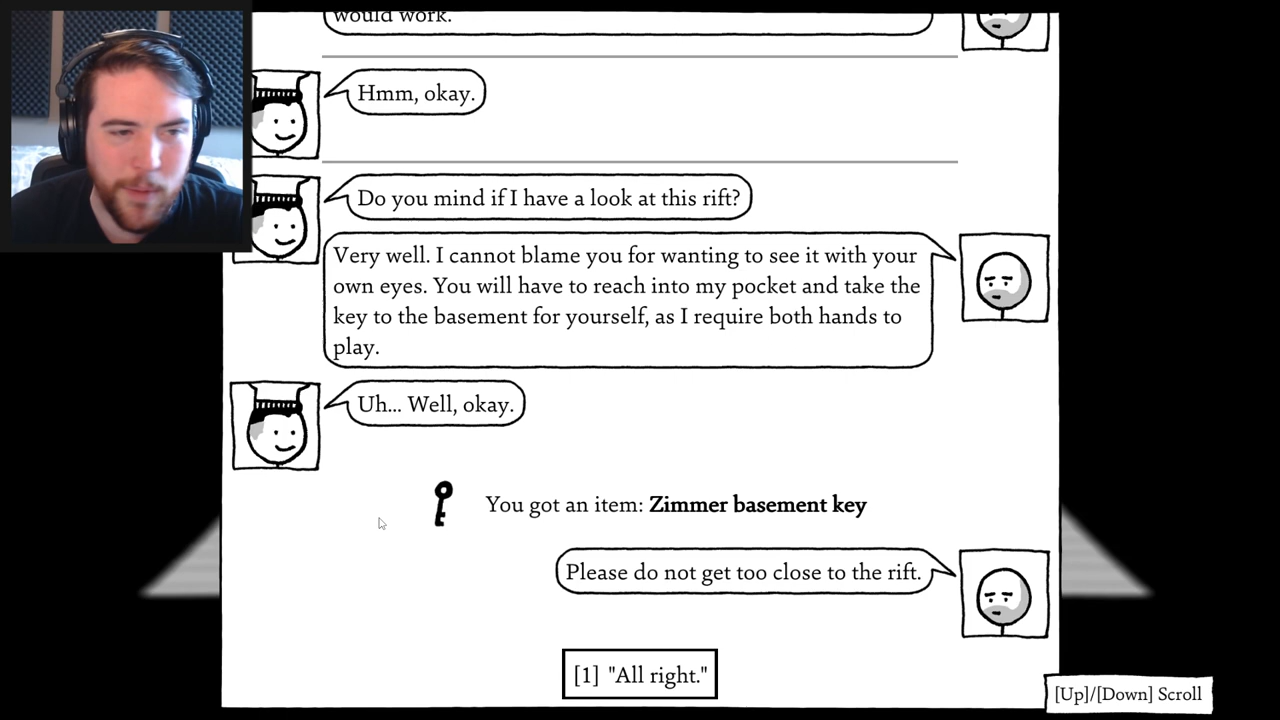 would work.
Hmm, okay.
Do you mind if I have a look at this rift?
Very well. I cannot blame you for wanting to see it with your
own eyes. You will have to reach into my pocket and take the
key to the basement for yourself, as I require both hands to
play.
Uh... Well, okay.
You got an item: Zimmer basement key
Please do not get too close to the rift.
[1] "All right."
[Up]/[Down] Scroll